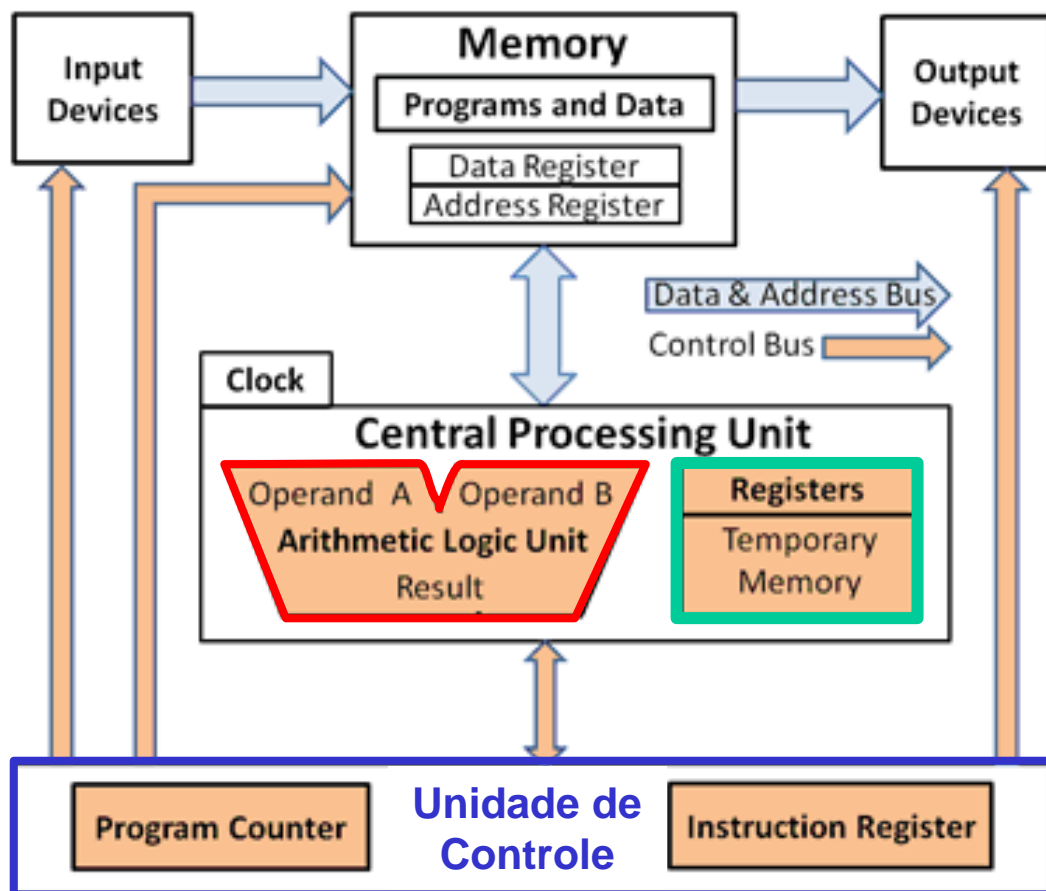 Input
Devices
Memory
Programs and Data
Data Register
Address Register
Output
Devices
Data & Address Bus
Control Bus
Clock
Central Processing Unit
Operand A
Operand B
Arithmetic Logic Unit
Result
Registers
Temporary
Memory
Program Counter
Unidade de
Controle
Instruction Register